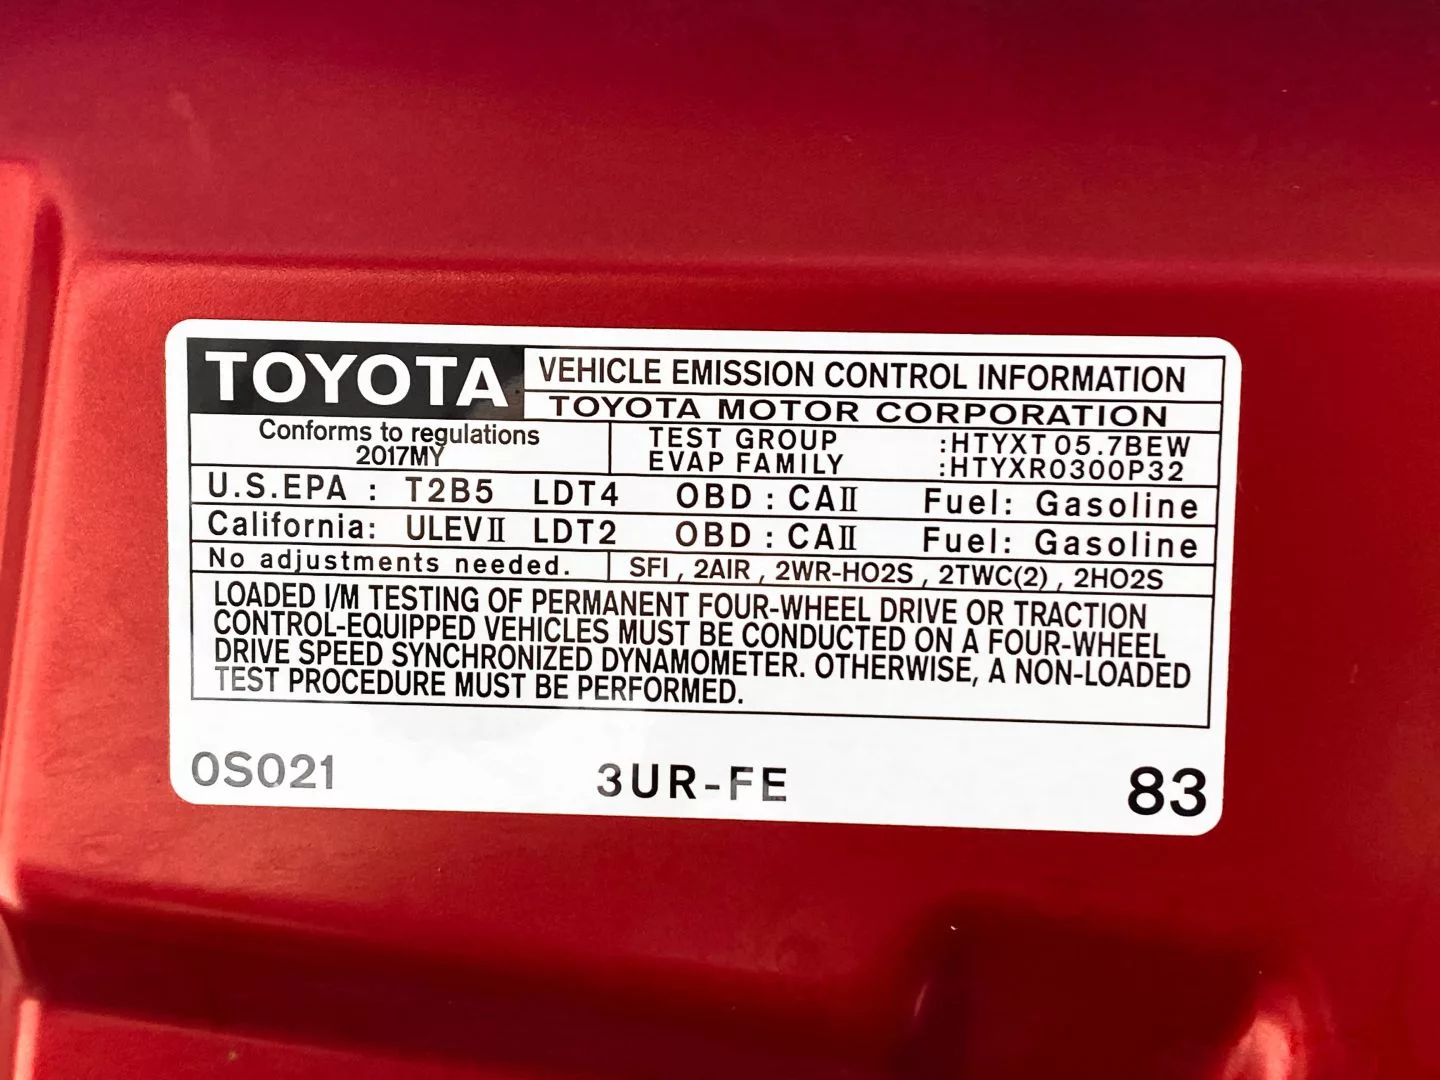 TOYOTA VEHICLE EMISSION CONTROL INFORMATION
TOYOTA MOTOR CORPORATION
Conforms to regulations
2017MY
TEST GROUP :HTYXT 05.7BEW
EVAP FAMILY :HTYXR0300P32
U.S.EPA : T2B5 LDT4 OBD : CAⅡ Fuel: Gasoline
California: ULEVⅡ LDT2 OBD : CAⅡ Fuel: Gasoline
No adjustments needed. SFI , 2AIR , 2WR-HO2S , 2TWC(2) , 2HO2S
LOADED I/M TESTING OF PERMANENT FOUR-WHEEL DRIVE OR TRACTION
CONTROL-EQUIPPED VEHICLES MUST BE CONDUCTED ON A FOUR-WHEEL
DRIVE SPEED SYNCHRONIZED DYNAMOMETER. OTHERWISE, A NON-LOADED
TEST PROCEDURE MUST BE PERFORMED.
0S021 3UR-FE 83